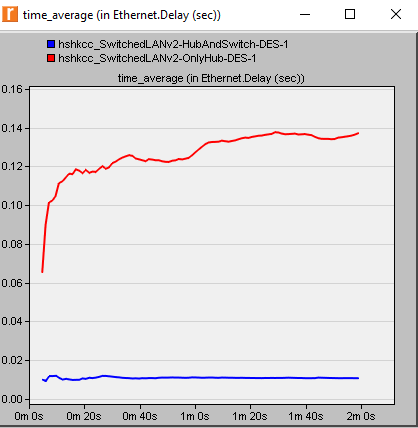 time_average (in Ethernet.Delay (sec))
hshkcc_SwitchedLANv2-HubAndSwitch-DES-1
hshkcc_SwitchedLANv2-OnlyHub-DES-1
time_average (in Ethernet.Delay (sec))
0.16
0.14
0.12
0.10
0.08
0.06
0.04
0.02
0.00
0m 0s 0m 20s 0m 40s 1m 0s 1m 20s 1m 40s 2m 0s